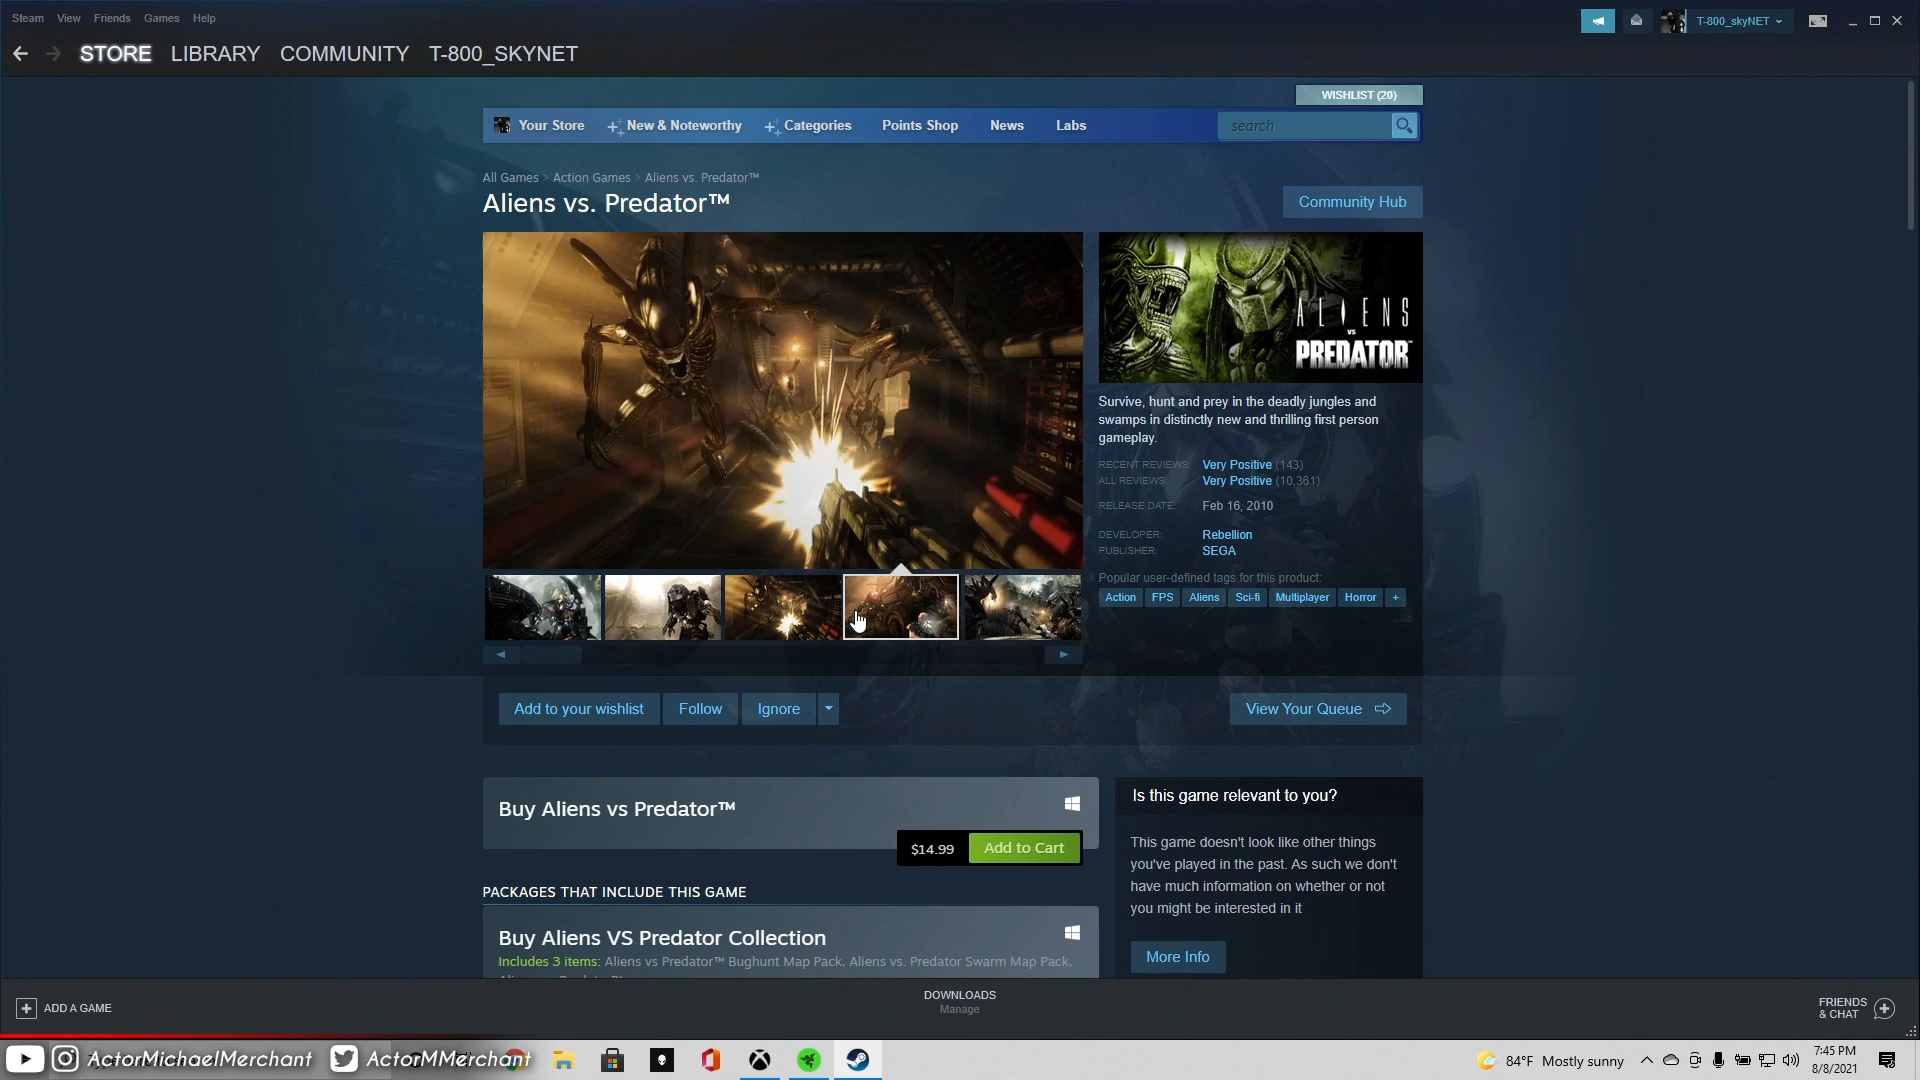 Steam View Friends Games Help
T-800_skyNET
STORE LIBRARY COMMUNITY T-800_SKYNET
WISHLIST (20)
Your Store New & Noteworthy Categories Points Shop News Labs search
All Games > Action Games > Aliens vs. Predator™
Aliens vs. Predator™
Community Hub
ALIENS
VS
PREDATOR
Survive, hunt and prey in the deadly jungles and
swamps in distinctly new and thrilling first person
gameplay.
RECENT REVIEWS: Very Positive (143)
ALL REVIEWS: Very Positive (10,361)
RELEASE DATE: Feb 16, 2010
DEVELOPER: Rebellion
PUBLISHER: SEGA
Popular user-defined tags for this product:
Action FPS Aliens Sci-fi Multiplayer Horror +
Add to your wishlist Follow Ignore View Your Queue
Buy Aliens vs Predator™
$14.99 Add to Cart
Is this game relevant to you?
This game doesn't look like other things
you've played in the past. As such we don't
have much information on whether or not
you might be interested in it
More Info
PACKAGES THAT INCLUDE THIS GAME
Buy Aliens VS Predator Collection
Includes 3 items: Aliens vs Predator™ Bughunt Map Pack, Aliens vs. Predator Swarm Map Pack,
ADD A GAME
DOWNLOADS
Manage
FRIENDS
& CHAT
ActorMichaelMerchant ActorMMerchant
84°F Mostly sunny
7:45 PM
8/8/2021